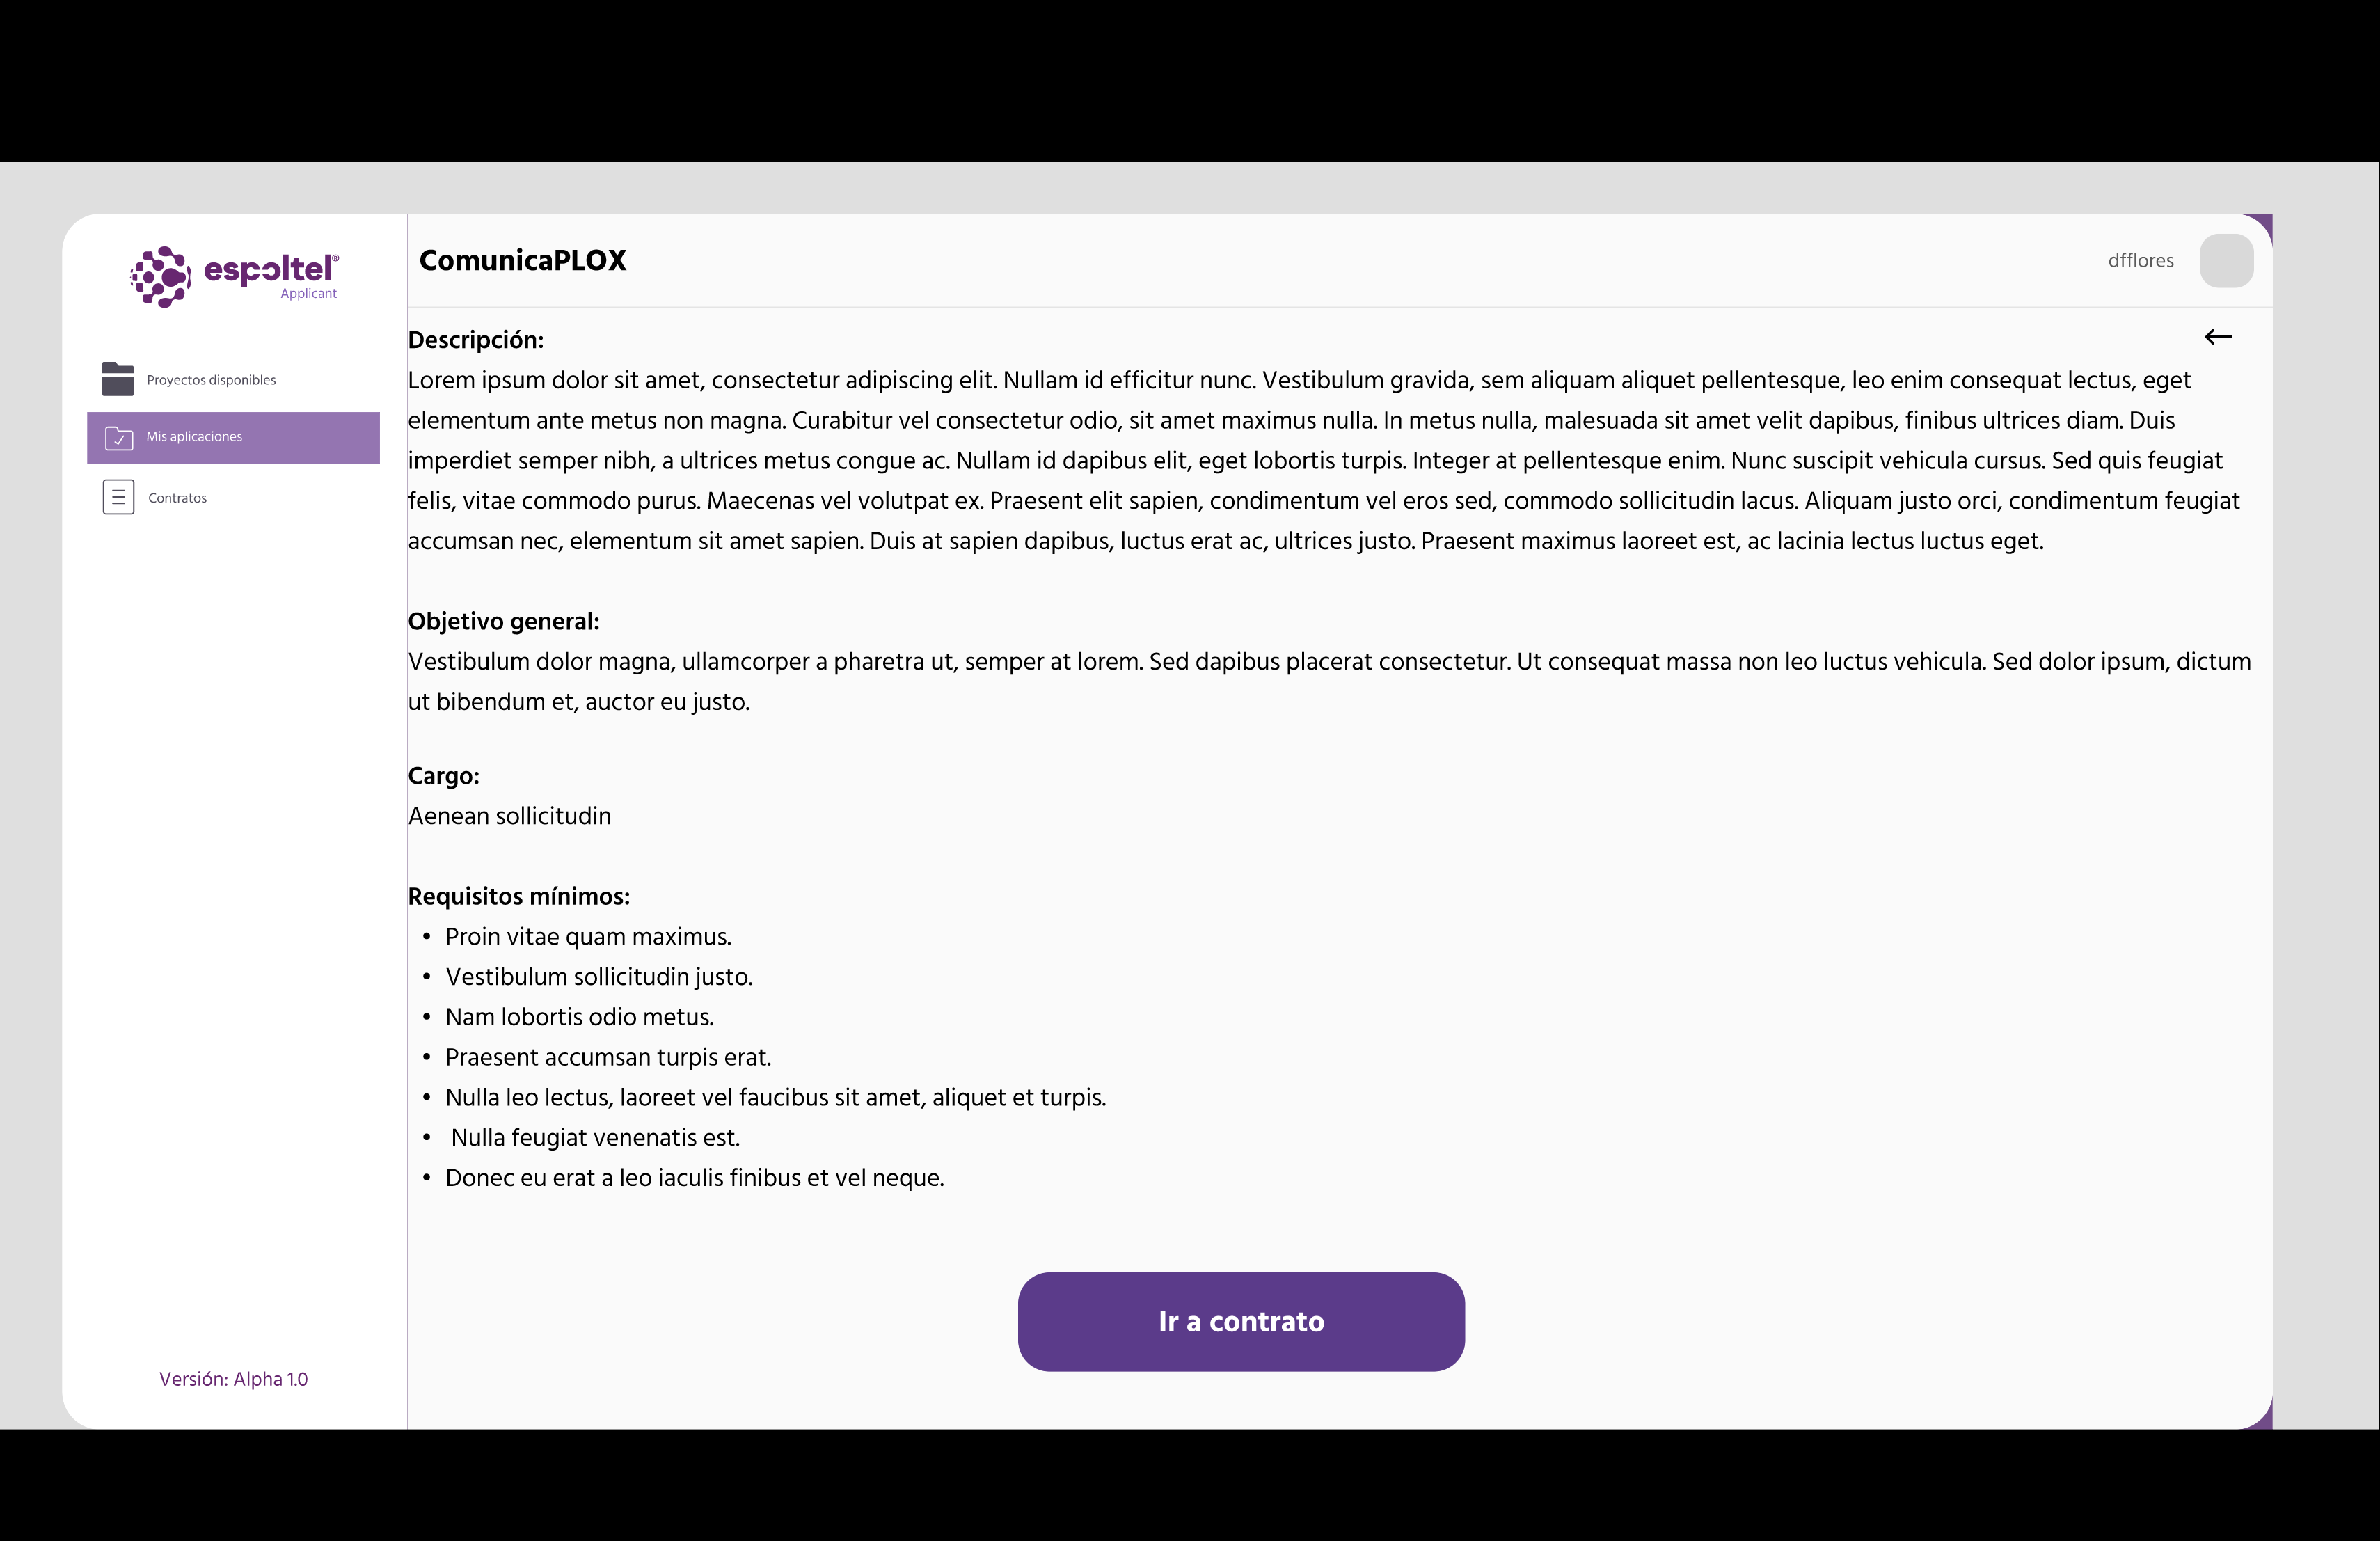 espoltel®
Applicant
Proyectos disponibles
Mis aplicaciones
Contratos
Versión: Alpha 1.0
ComunicaPLOX
dfflores
Descripción:
Lorem ipsum dolor sit amet, consectetur adipiscing elit. Nullam id efficitur nunc. Vestibulum gravida, sem aliquam aliquet pellentesque, leo enim consequat lectus, eget
elementum ante metus non magna. Curabitur vel consectetur odio, sit amet maximus nulla. In metus nulla, malesuada sit amet velit dapibus, finibus ultrices diam. Duis
imperdiet semper nibh, a ultrices metus congue ac. Nullam id dapibus elit, eget lobortis turpis. Integer at pellentesque enim. Nunc suscipit vehicula cursus. Sed quis feugiat
felis, vitae commodo purus. Maecenas vel volutpat ex. Praesent elit sapien, condimentum vel eros sed, commodo sollicitudin lacus. Aliquam justo orci, condimentum feugiat
accumsan nec, elementum sit amet sapien. Duis at sapien dapibus, luctus erat ac, ultrices justo. Praesent maximus laoreet est, ac lacinia lectus luctus eget.
Objetivo general:
Vestibulum dolor magna, ullamcorper a pharetra ut, semper at lorem. Sed dapibus placerat consectetur. Ut consequat massa non leo luctus vehicula. Sed dolor ipsum, dictum
ut bibendum et, auctor eu justo.
Cargo:
Aenean sollicitudin
Requisitos mínimos:
• Proin vitae quam maximus.
• Vestibulum sollicitudin justo.
• Nam lobortis odio metus.
• Praesent accumsan turpis erat.
• Nulla leo lectus, laoreet vel faucibus sit amet, aliquet et turpis.
• Nulla feugiat venenatis est.
• Donec eu erat a leo iaculis finibus et vel neque.
Ir a contrato